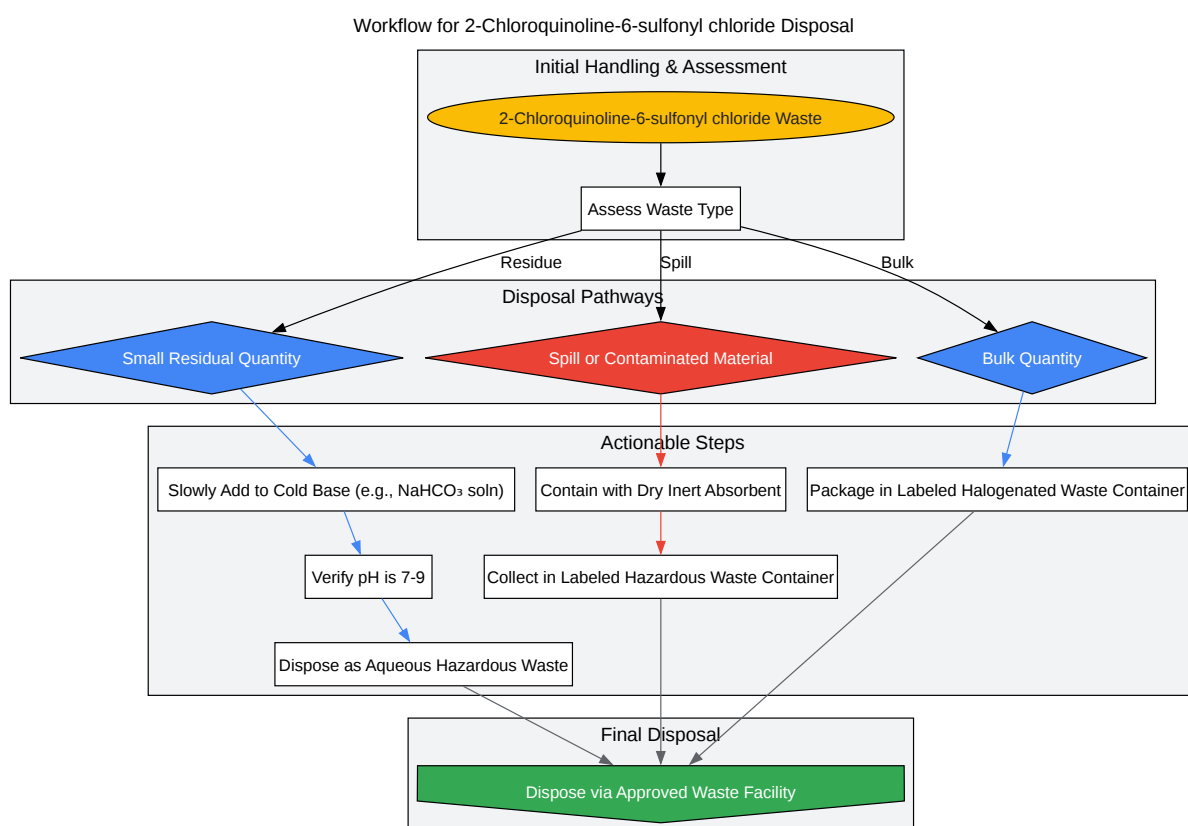 Workflow for 2-Chloroquinoline-6-sulfonyl chloride Disposal
Initial Handling & Assessment
2-Chloroquinoline-6-sulfonyl chloride Waste
Assess Waste Type
Residue
Spill
Bulk
Disposal Pathways
Small Residual Quantity
Spill or Contaminated Material
Bulk Quantity
Actionable Steps
Slowly Add to Cold Base (e.g., NaHCO₃ soln)
Contain with Dry Inert Absorbent
Package in Labeled Halogenated Waste Container
Verify pH is 7-9
Collect in Labeled Hazardous Waste Container
Dispose as Aqueous Hazardous Waste
Final Disposal
Dispose via Approved Waste Facility